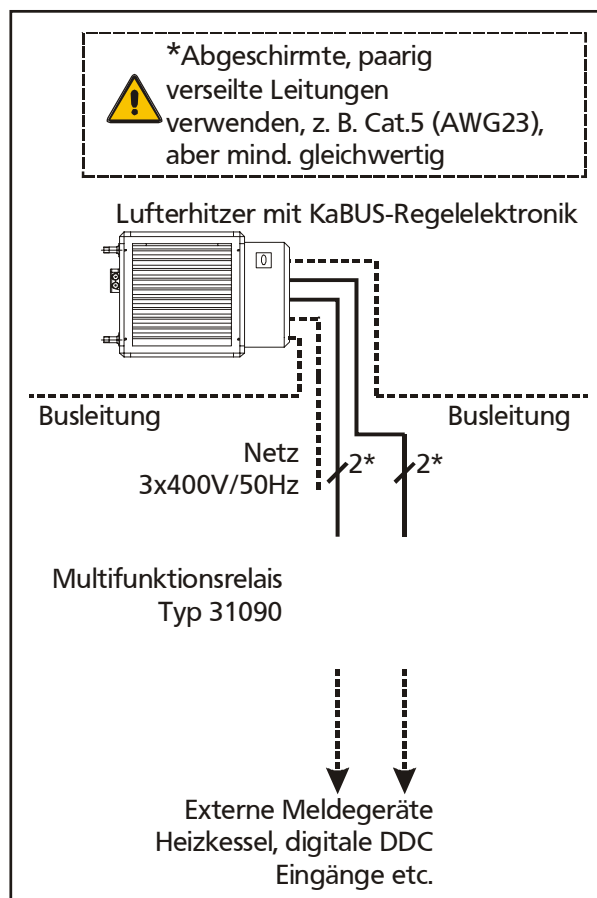 *Abgeschirmte, paarig
verseilte Leitungen
verwenden, z. B. Cat.5 (AWG23),
aber mind. gleichwertig
Lufterhitzer mit KaBUS-Regelelektronik
0
Busleitung
Busleitung
Netz
3x400V/50Hz
2*
2*
Multifunktionsrelais
Typ 31090
Externe Meldegeräte
Heizkessel, digitale DDC
Eingänge etc.